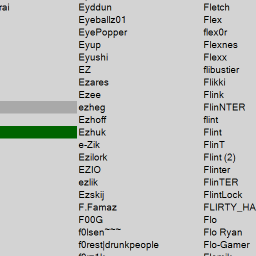 rai
Eyddun
Eyeballz01
EyePopper
Eyup
Eyushi
EZ
Ezares
Ezee
ezheg
Ezhoff
Ezhuk
e-Zik
Ezilork
EZIO
ezlik
Ezskij
F.Famaz
F00G
f0lsen~~~
f0rest|drunkpeople
Fletch
Flex
flex0r
Flexnes
Flexx
flibustier
Flikki
Flink
FlinNTER
flint
Flint
FlinT
Flint (2)
Flinter
FlinTER
FlintLock
FLIRTY_HA
Flo
Flo Ryan
Flo-Gamer